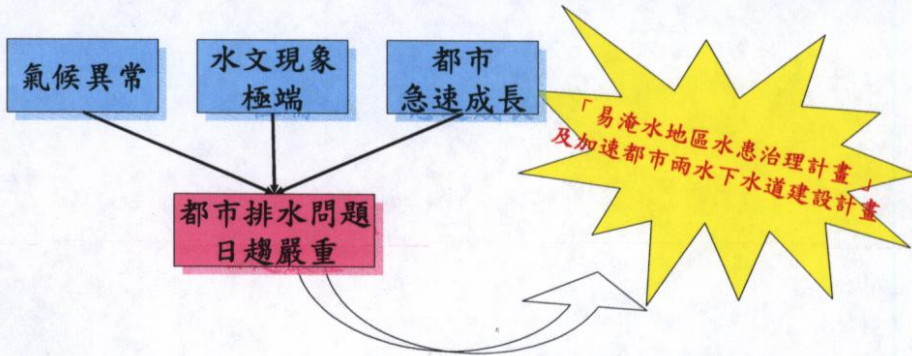 氣候異常
水文現象
極端
都市
急速成長
「易淹水地區水患治理計畫」
及加速都市雨水下水道建設計畫
都市排水問題
日趨嚴重